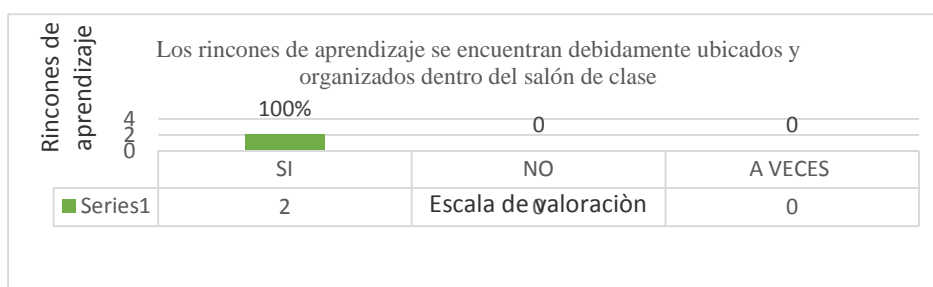 Los rincones de aprendizaje se encuentran debidamente ubicados y
organizados dentro del salón de clase
Rincones de
aprendizaje
4
2
0
100%
0
0
SI
NO
A VECES
Series1
2
0
0
Escala de valoraciòn